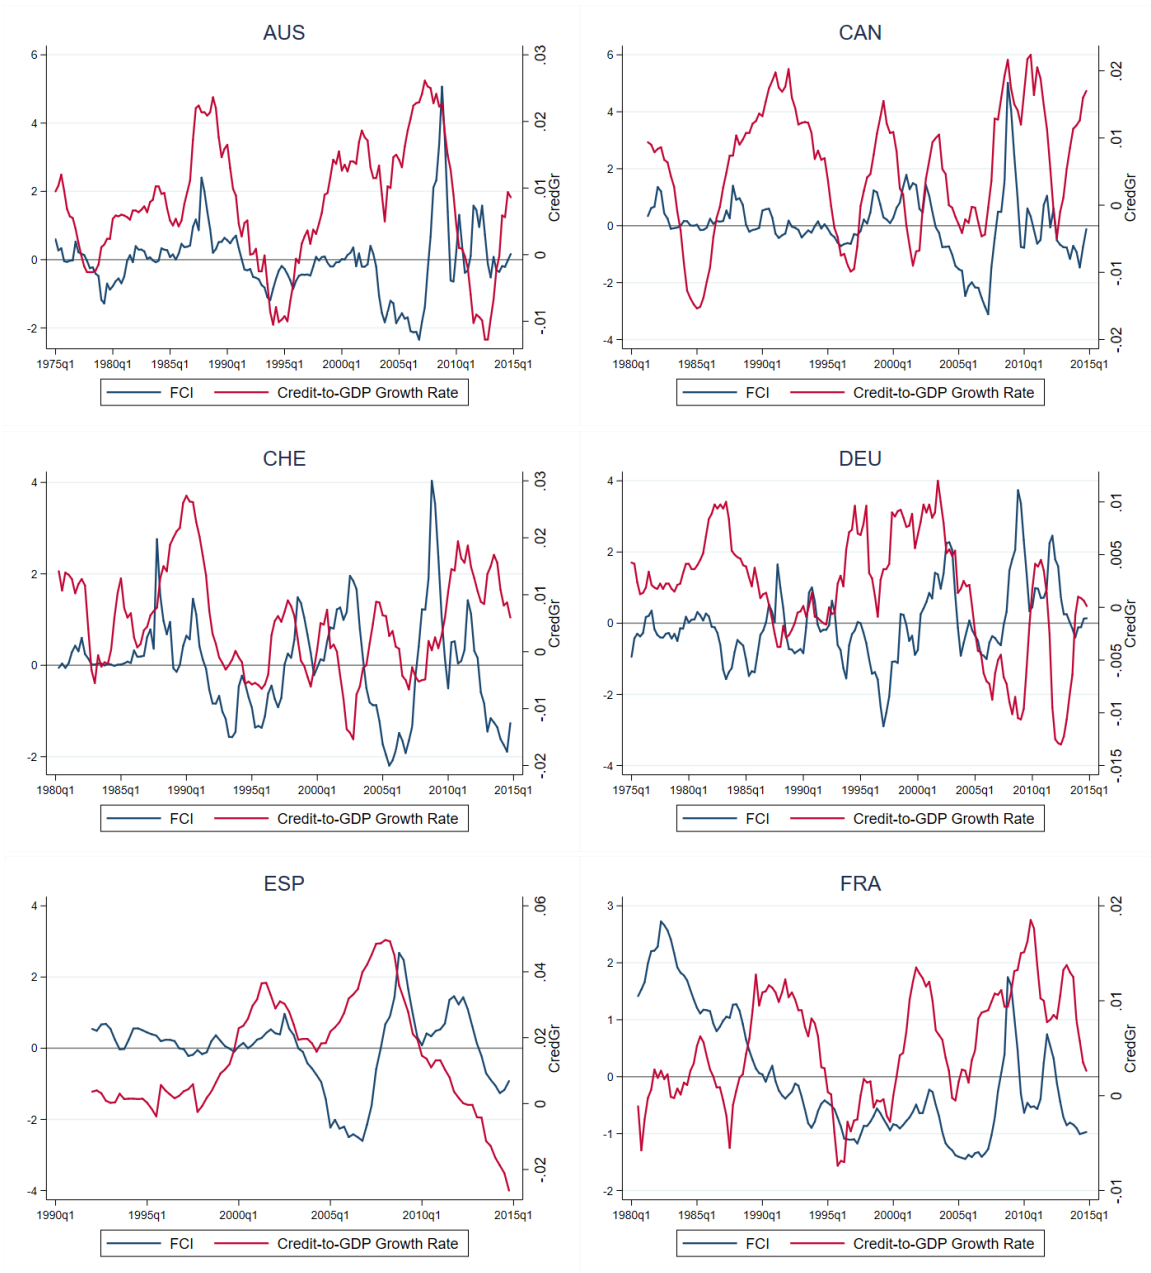 AUS
6
4
2
0
-2
.03
.02
.01
0
-.01
CredGr
1975q1 1980q1 1985q1 1990q1 1995q1 2000q1 2005q1 2010q1 2015q1
FCI Credit-to-GDP Growth Rate
CAN
6
4
2
0
-2
-4
.02
.01
0
-.01
-.02
CredGr
1980q1 1985q1 1990q1 1995q1 2000q1 2005q1 2010q1 2015q1
FCI Credit-to-GDP Growth Rate
CHE
4
2
0
-2
.03
.02
.01
0
-.01
-.02
CredGr
1980q1 1985q1 1990q1 1995q1 2000q1 2005q1 2010q1 2015q1
FCI Credit-to-GDP Growth Rate
DEU
4
2
0
-2
-4
.01
.005
0
-.005
-.01
-.015
CredGr
1975q1 1980q1 1985q1 1990q1 1995q1 2000q1 2005q1 2010q1 2015q1
FCI Credit-to-GDP Growth Rate
ESP
4
2
0
-2
-4
.06
.04
.02
0
-.02
CredGr
1990q1 1995q1 2000q1 2005q1 2010q1 2015q1
FCI Credit-to-GDP Growth Rate
FRA
3
2
1
0
-1
-2
.02
.01
0
-.01
CredGr
1980q1 1985q1 1990q1 1995q1 2000q1 2005q1 2010q1 2015q1
FCI Credit-to-GDP Growth Rate